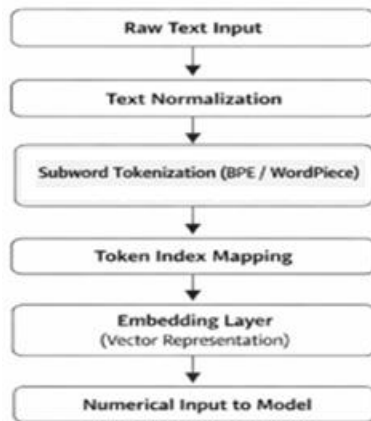 Raw Text Input
Text Normalization
Subword Tokenization (BPE / WordPiece)
Token Index Mapping
Embedding Layer
(Vector Representation)
Numerical Input to Model